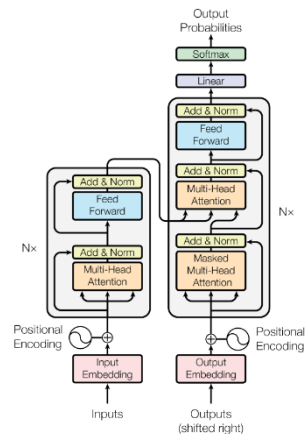 Output
Probabilities
Softmax
Linear
Add & Norm
Feed
Forward
Add & Norm
Multi-Head
Attention
Add & Norm
Masked
Multi-Head
Attention
N×
Positional
Encoding
Output
Embedding
Outputs
(shifted right)
Add & Norm
Feed
Forward
Add & Norm
Multi-Head
Attention
N×
Positional
Encoding
Input
Embedding
Inputs